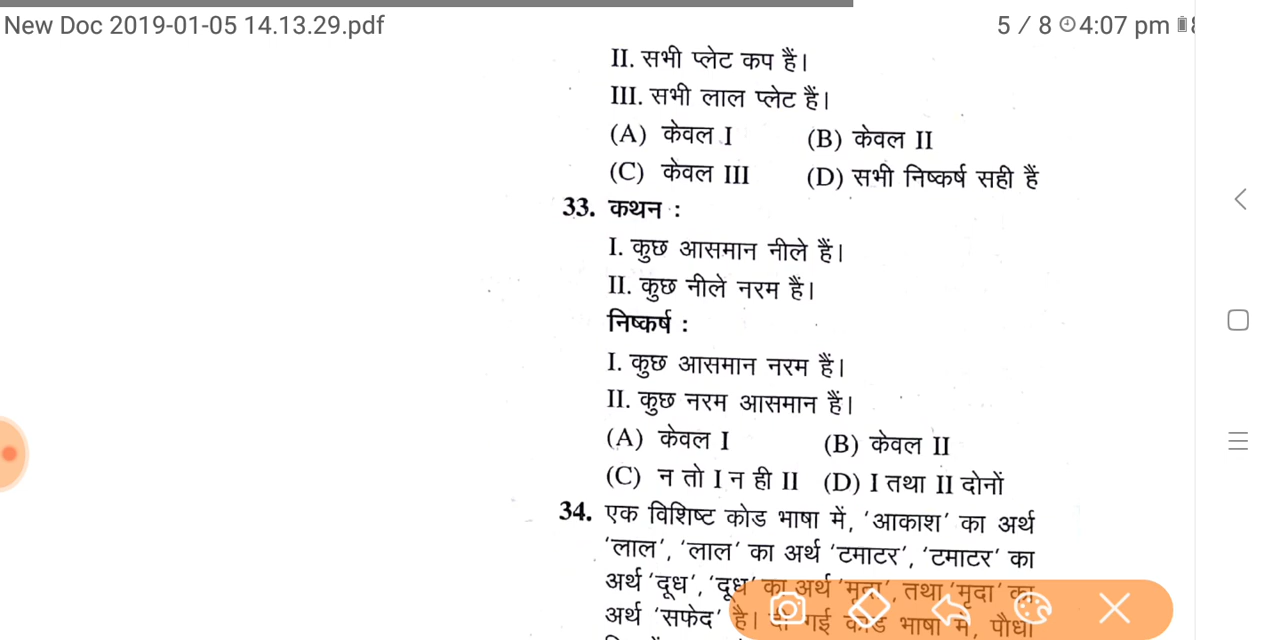 New Doc 2019-01-05 14.13.29.pdf
5 / 8 4:07 pm
II. सभी प्लेट कप हैं।
III. सभी लाल प्लेट हैं।
(A) केवल I (B) केवल II
(C) केवल III (D) सभी निष्कर्ष सही हैं
33. कथन :
I. कुछ आसमान नीले हैं।
II. कुछ नीले नरम हैं।
निष्कर्ष :
I. कुछ आसमान नरम हैं।
II. कुछ नरम आसमान हैं।
(A) केवल I (B) केवल II
(C) न तो I न ही II (D) I तथा II दोनों
34. एक विशिष्ट कोड भाषा में, ‘आकाश’ का अर्थ
‘लाल’, ‘लाल’ का अर्थ ‘टमाटर’, ‘टमाटर’ का
अर्थ ‘दूध’, ‘दूध’ का अर्थ ‘मृदा’, तथा ‘मृदा’ का
अर्थ ‘सफेद’ है। दी गई कोड भाषा में, पौधा